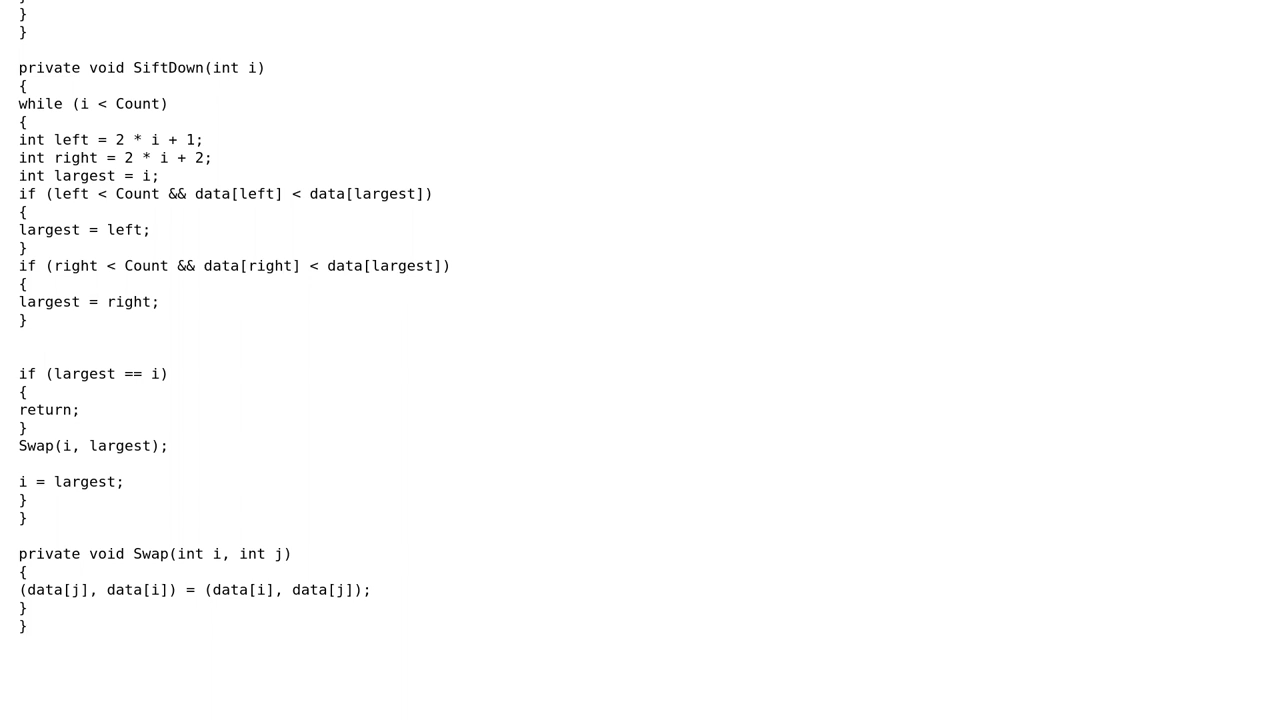 }
}
private void SiftDown(int i)
{
while (i < Count)
{
int left = 2 * i + 1;
int right = 2 * i + 2;
int largest = i;
if (left < Count && data[left] < data[largest])
{
largest = left;
}
if (right < Count && data[right] < data[largest])
{
largest = right;
}
if (largest == i)
{
return;
}
Swap(i, largest);
i = largest;
}
}
private void Swap(int i, int j)
{
(data[j], data[i]) = (data[i], data[j]);
}
}